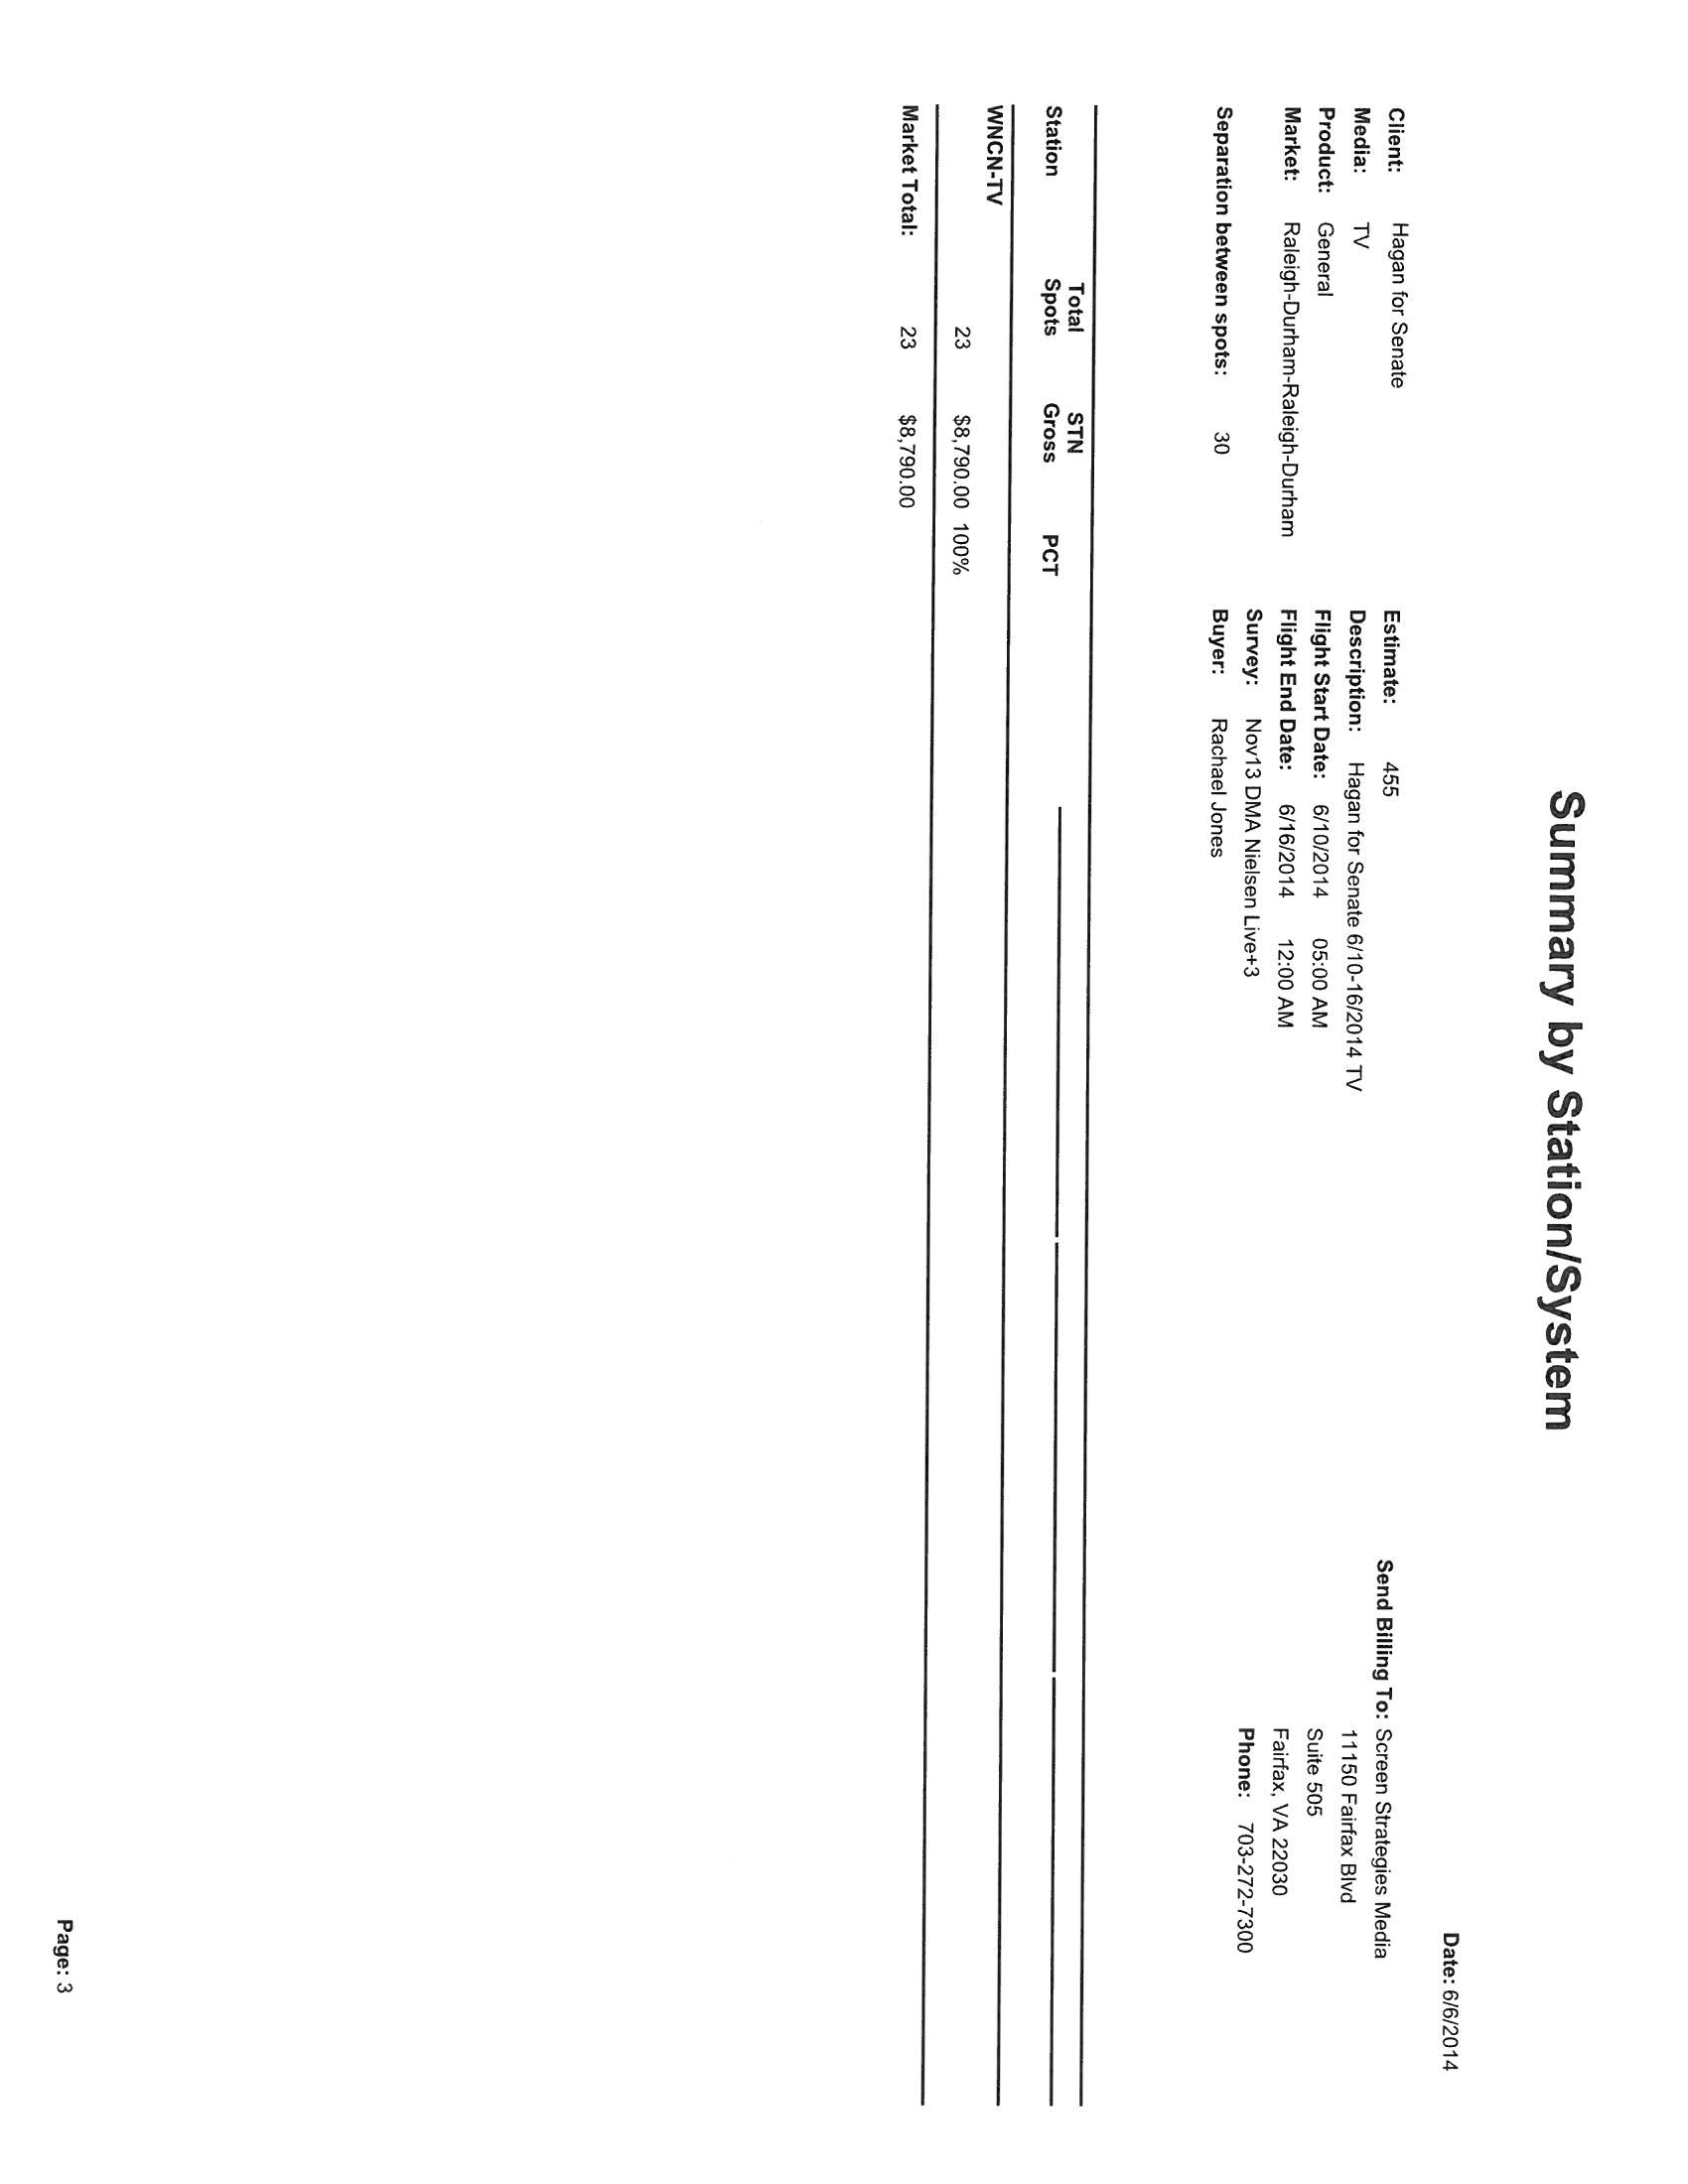 Summary by Station/System
Date: 6/6/2014
Client: Hagan for Senate
Media: TV
Product: General
Market: Raleigh-Durham-Raleigh-Durham
Separation between spots: 30
Estimate: 455
Description: Hagan for Senate 6/10-16/2014 TV
Flight Start Date: 6/10/2014 05:00 AM
Flight End Date: 6/16/2014 12:00 AM
Survey: Nov13 DMA Nielsen Live+3
Buyer: Rachael Jones
Send Billing To: Screen Strategies Media
11150 Fairfax Blvd
Suite 505
Fairfax, VA 22030
Phone: 703-272-7300
Total STN
Station Spots Gross PCT
WNCN-TV
23 $8,790.00 100%
Market Total: 23 $8,790.00
Page: 3